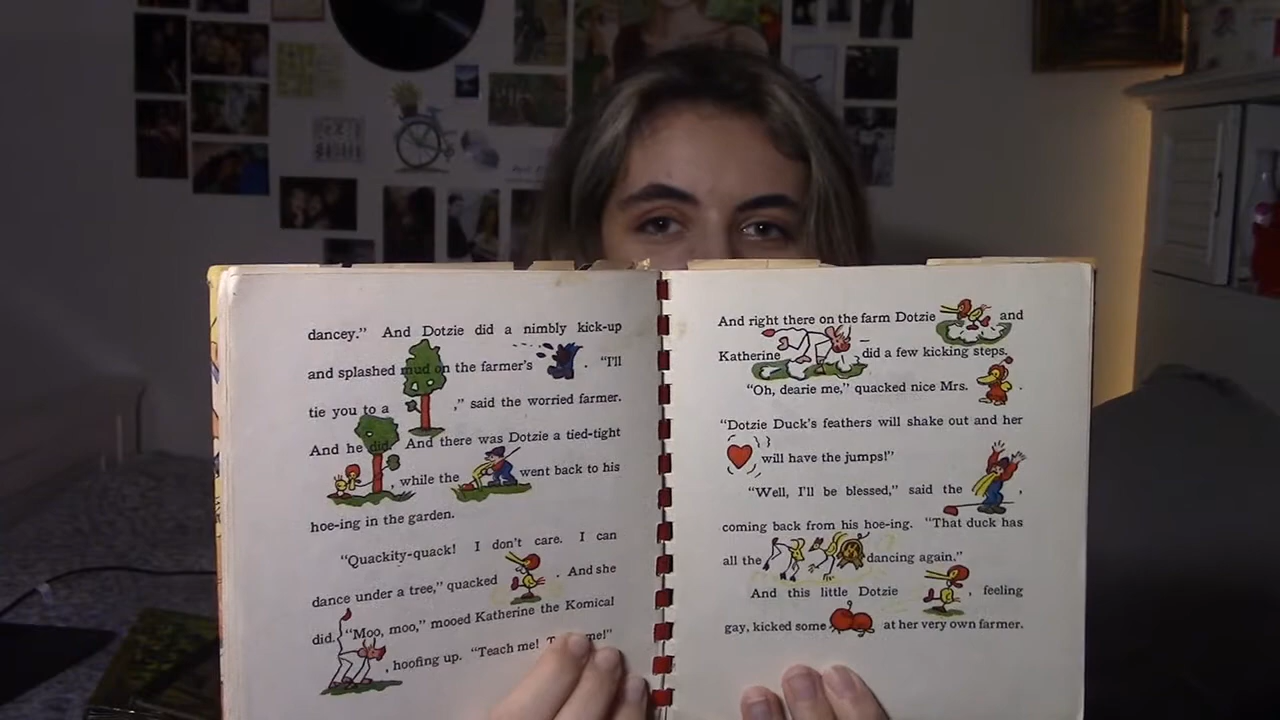 dancey." And Dotzie did a nimbly kick-up
and splashed mud on the farmer's . "I'll
tie you to a ," said the worried farmer.
And he did. And there was Dotzie a tied-tight
, while the went back to his
hoe-ing in the garden.
"Quackity-quack! I don't care. I can
dance under a tree," quacked . And she
did. "Moo, moo," mooed Katherine the Komical
, hoofing up. "Teach me! me!"
And right there on the farm Dotzie and
Katherine did a few kicking steps.
"Oh, dearie me," quacked nice Mrs. .
"Dotzie Duck's feathers will shake out and her
will have the jumps!"
"Well, I'll be blessed," said the ,
coming back from his hoe-ing. "That duck has
all the dancing again."
And this little Dotzie , feeling
gay, kicked some at her very own farmer.